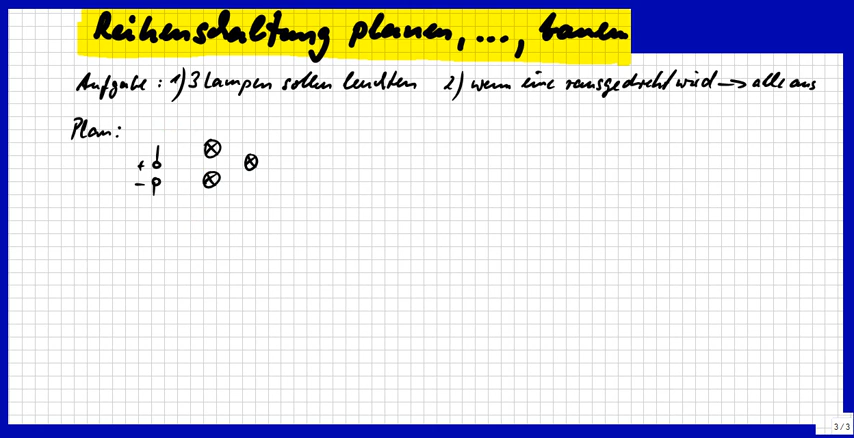 Reihenschaltung planen, ..., bauen
Aufgabe: 1) 3 Lampen sollen leuchten 2) wenn eine rausgedreht wird → alle aus
Plan:
+
-
3/3